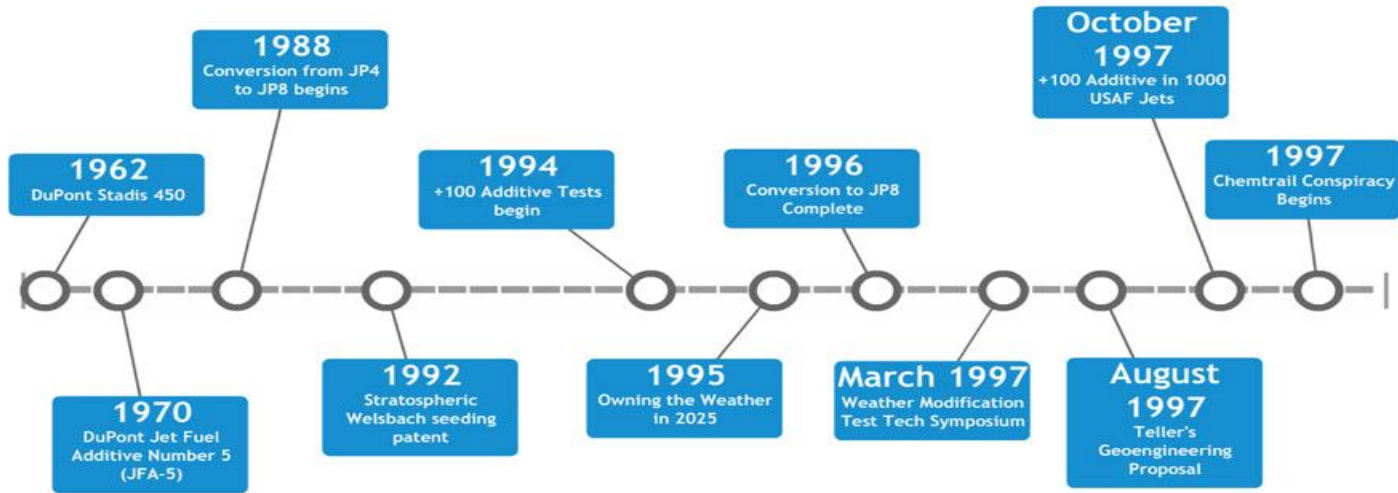 1962
DuPont Stadis 450
1970
DuPont Jet Fuel
Additive Number 5
(JFA-5)
1988
Conversion from JP4
to JP8 begins
1992
Stratospheric
Welsbach seeding
patent
1994
+100 Additive Tests
begin
1995
Owning the Weather
in 2025
1996
Conversion to JP8
Complete
March 1997
Weather Modification
Test Tech Symposium
August
1997
Teller's
Geoengineering
Proposal
October
1997
+100 Additive in 1000
USAF Jets
1997
Chemtrail Conspiracy
Begins